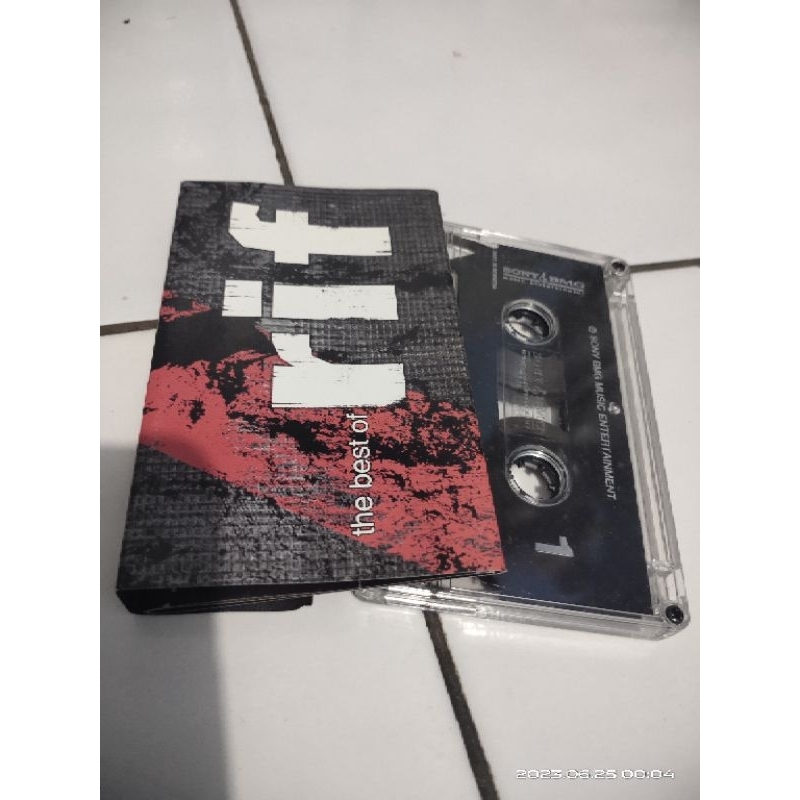 the best of
rif
SONY BMG
MUSIC ENTERTAINMENT
℗ SONY BMG MUSIC ENTERTAINMENT
1
2023.06.25 00:04